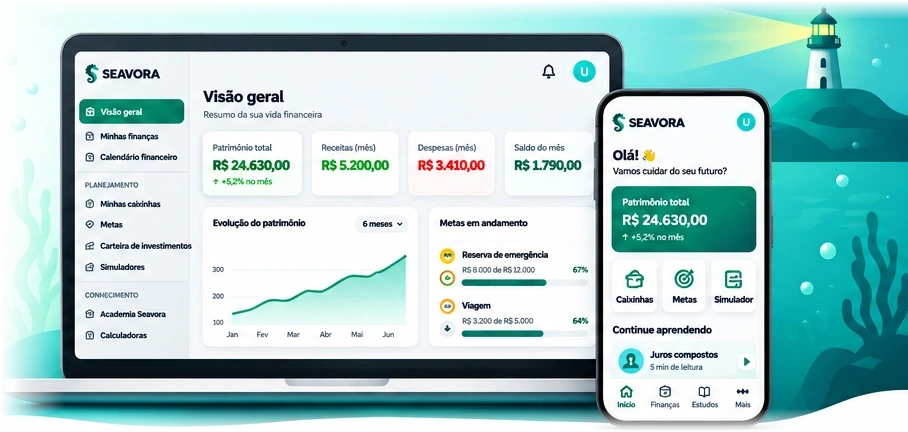 SEAVORA
Visão geral
Minhas finanças
Calendário financeiro
PLANEJAMENTO
Minhas caixinhas
Metas
Carteira de investimentos
Simuladores
CONHECIMENTO
Academia Seavora
Calculadoras
U
Visão geral
Resumo da sua vida financeira
Patrimônio total
R$ 24.630,00
↑ +5,2% no mês
Receitas (mês)
R$ 5.200,00
Despesas (mês)
R$ 3.410,00
Saldo do mês
R$ 1.790,00
Evolução do patrimônio
6 meses
300
200
100
Jan Fev Mar Abr Mai Jun
Metas em andamento
Reserva de emergência
R$ 8.000 de R$ 12.000 67%
Viagem
R$ 3.200 de R$ 5.000 64%
SEAVORA
U
Olá! 👋
Vamos cuidar do seu futuro?
Patrimônio total
R$ 24.630,00
↑ +5,2% no mês
Caixinhas Metas Simulador
Continue aprendendo
Juros compostos
5 min de leitura
Início Finanças Estudos Mais